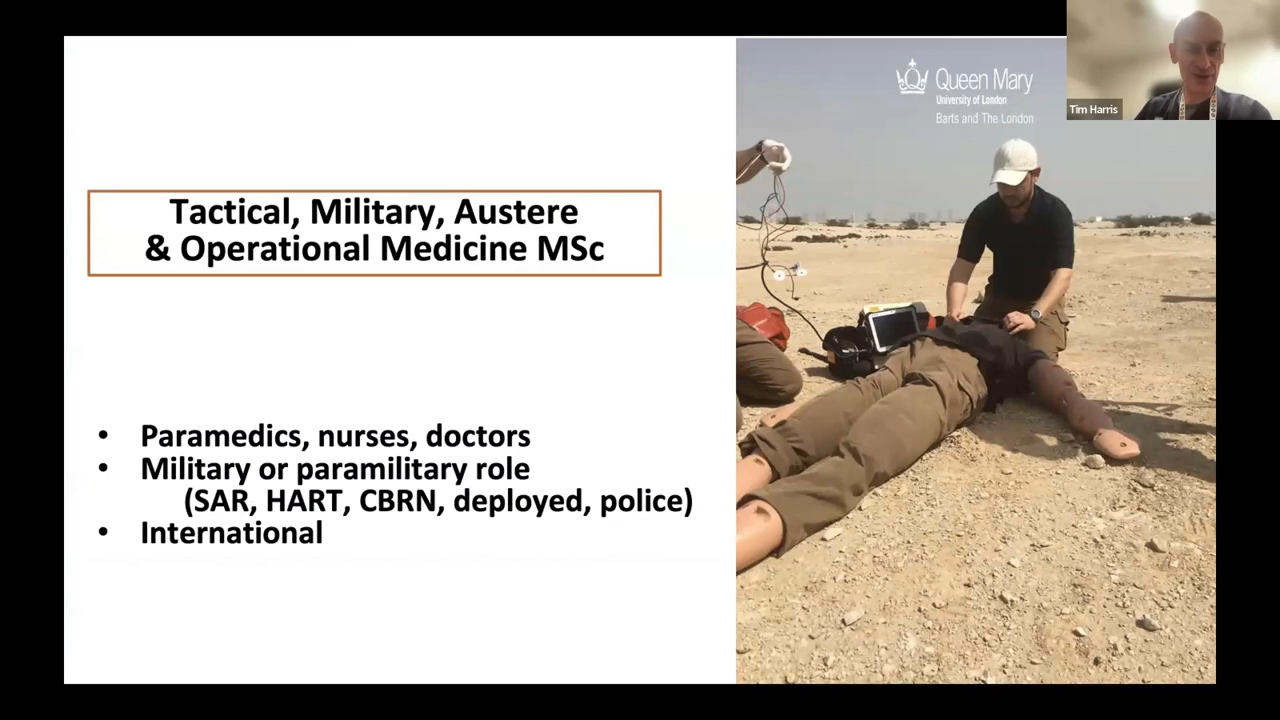 Tactical, Military, Austere
& Operational Medicine MSc
• Paramedics, nurses, doctors
• Military or paramilitary role
(SAR, HART, CBRN, deployed, police)
• International
Queen Mary
University of London
Barts and The London
Tim Harris